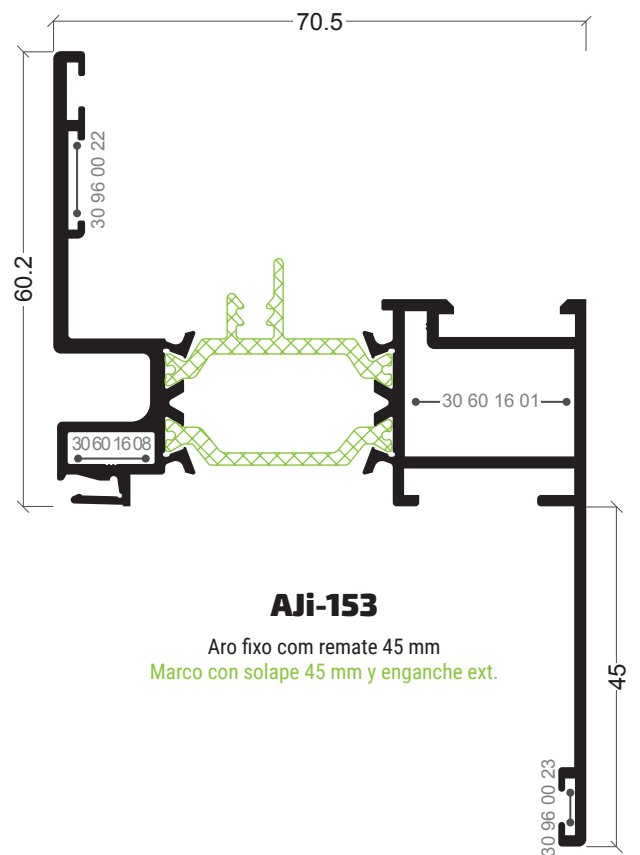 70.5
30 96 00 22
60.2
30 60 16 01
30 60 16 08
AJi-153
Aro fixo com remate 45 mm
Marco con solape 45 mm y enganche ext.
45
30 96 00 23